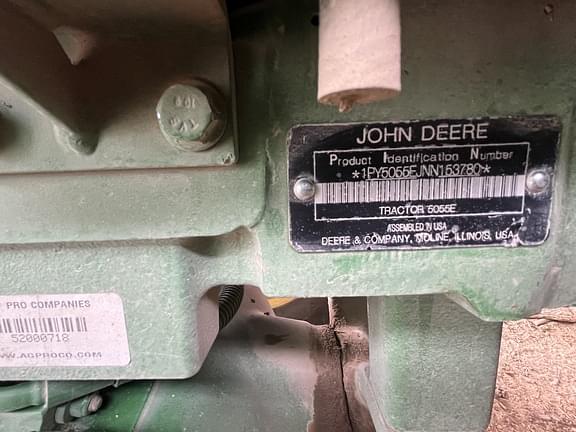 JOHN DEERE
Product Identification Number
*1PY5055EJNN153780*
TRACTOR 5055E
ASSEMBLED IN USA
DEERE & COMPANY, MOLINE, ILLINOIS, USA
PRO COMPANIES
52000718
WWW.AGPROCO.COM